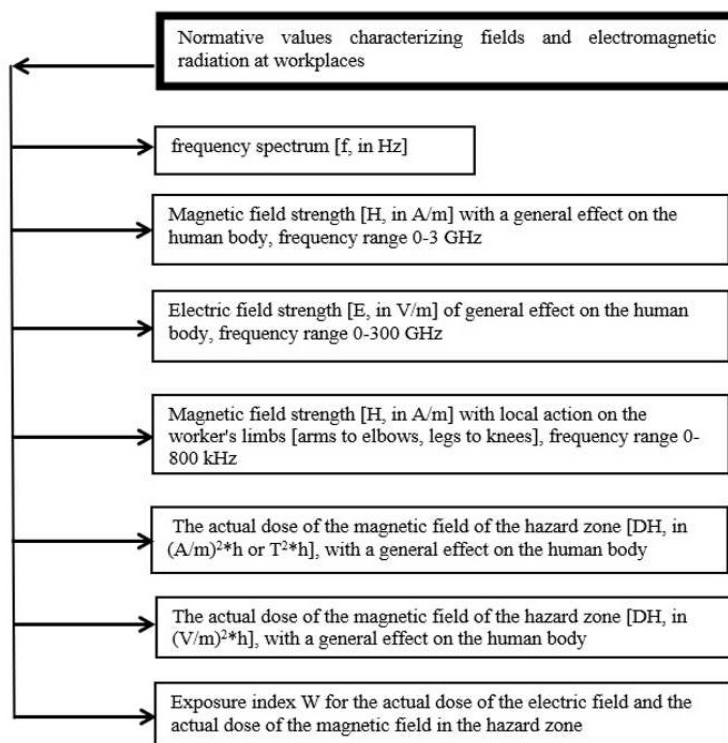 Normative values characterizing fields and electromagnetic
radiation at workplaces
frequency spectrum [f, in Hz]
Magnetic field strength [H, in A/m] with a general effect on the
human body, frequency range 0-3 GHz
Electric field strength [E, in V/m] of general effect on the human
body, frequency range 0-300 GHz
Magnetic field strength [H, in A/m] with local action on the
worker's limbs [arms to elbows, legs to knees], frequency range 0-
800 kHz
The actual dose of the magnetic field of the hazard zone [DH, in
(A/m)²*h or T²*h], with a general effect on the human body
The actual dose of the magnetic field of the hazard zone [DH, in
(V/m)²*h], with a general effect on the human body
Exposure index W for the actual dose of the electric field and the
actual dose of the magnetic field in the hazard zone